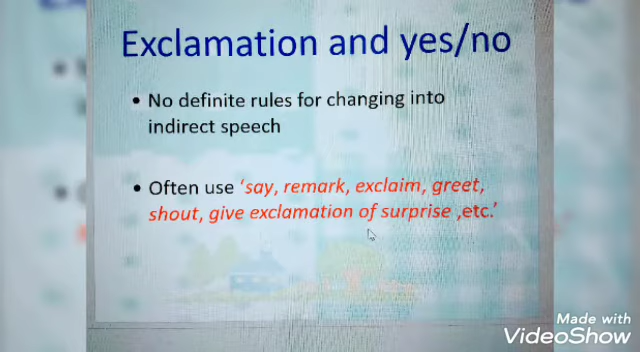 Exclamation and yes/no
• No definite rules for changing into
indirect speech
• Often use ‘say, remark, exclaim, greet,
shout, give exclamation of surprise ,etc.’
Made with
VideoShow